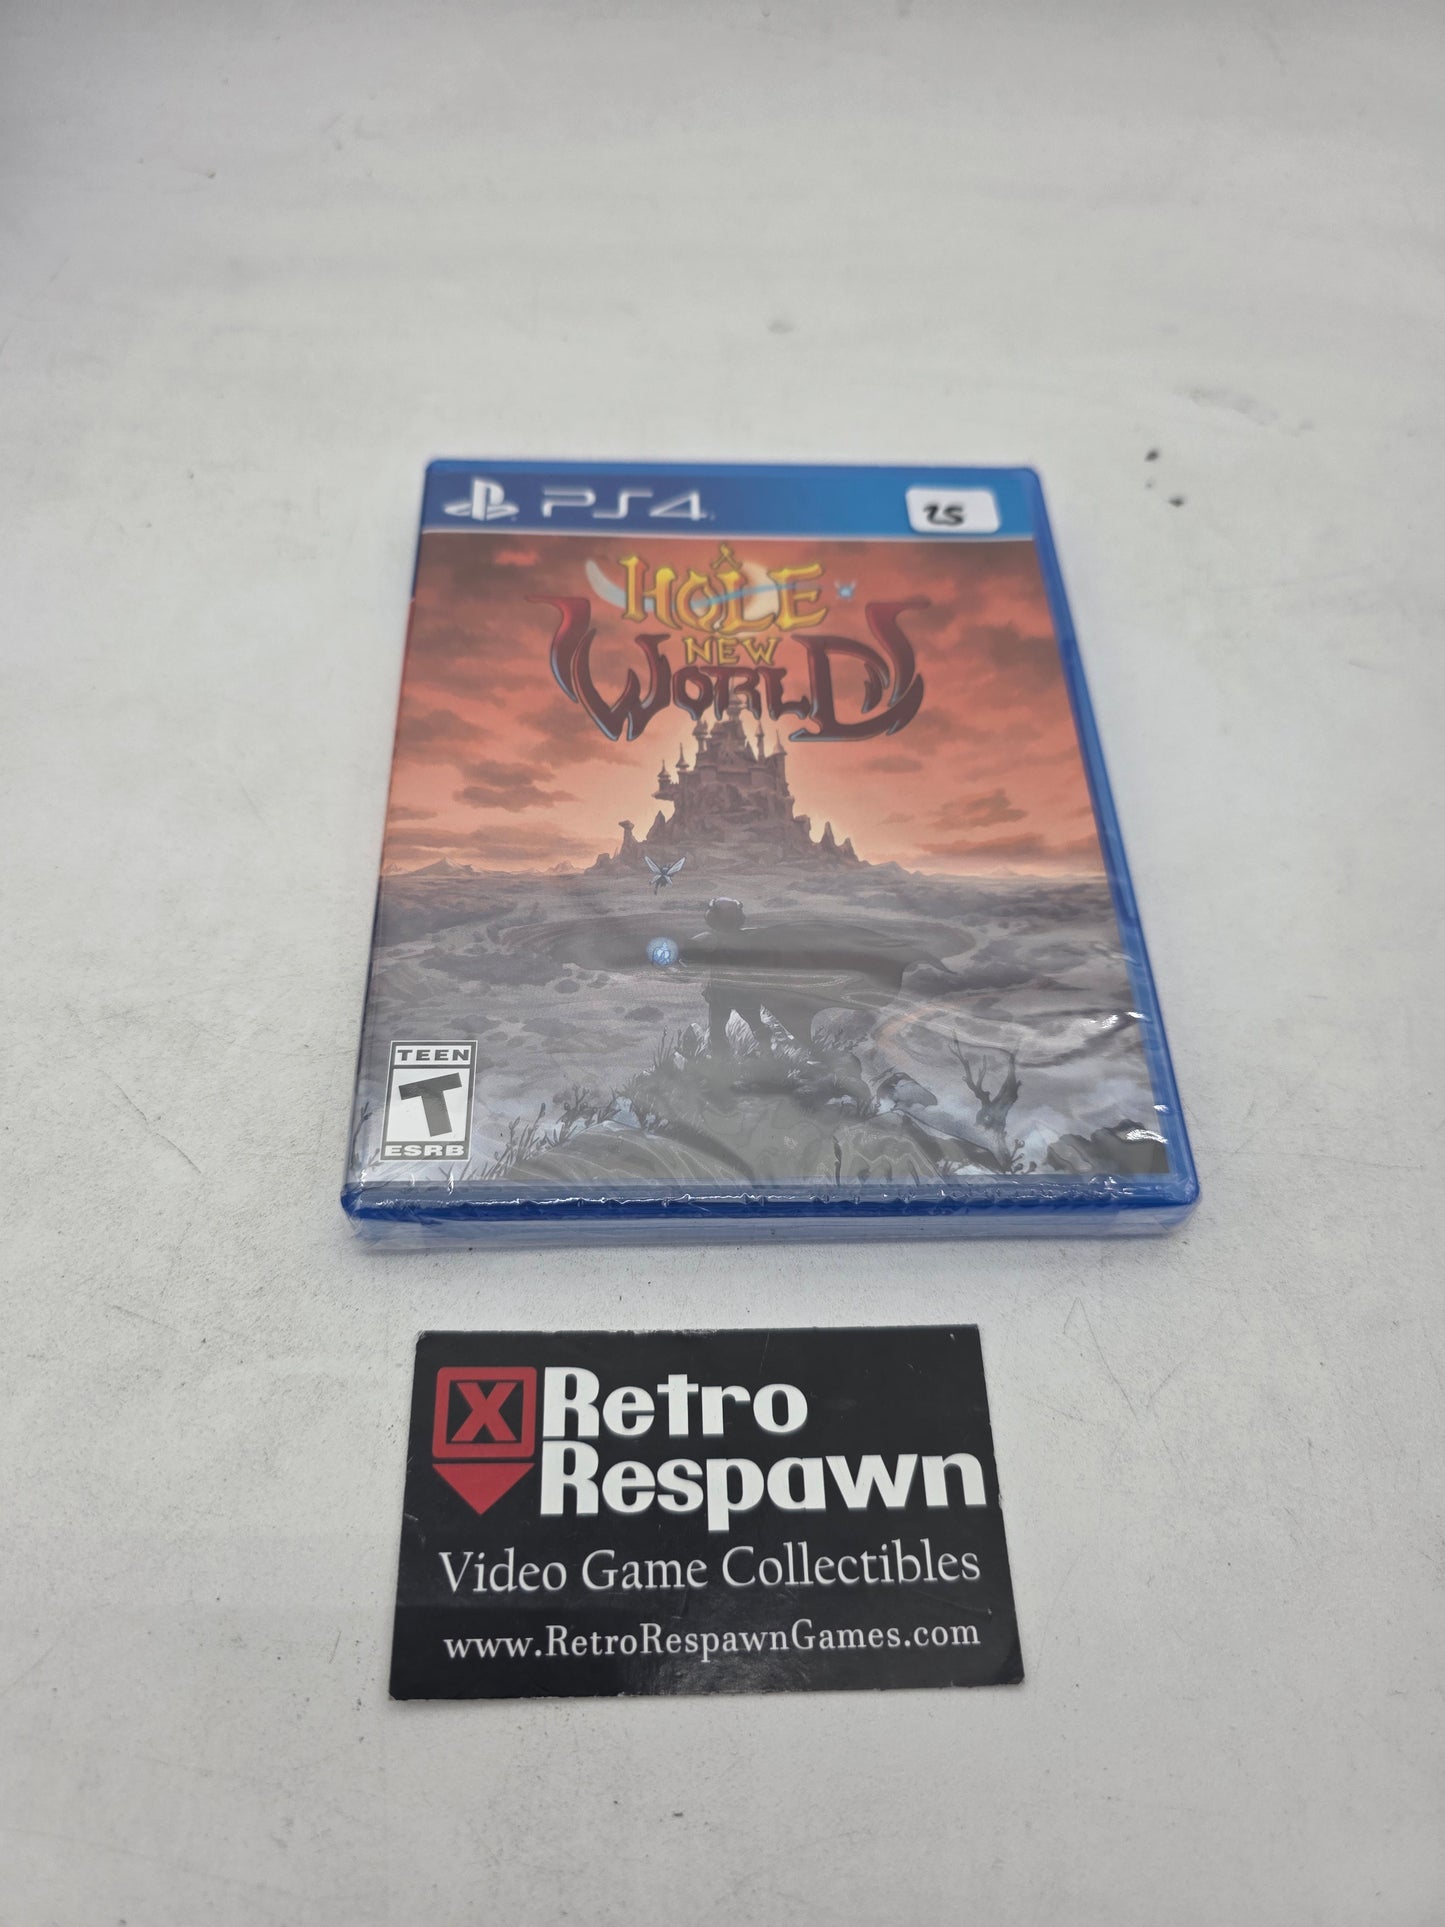 PS4
25
A
HOLE
NEW
WORLD
TEEN
T
ESRB
X Retro
Respawn
Video Game Collectibles
www.RetroRespawnGames.com